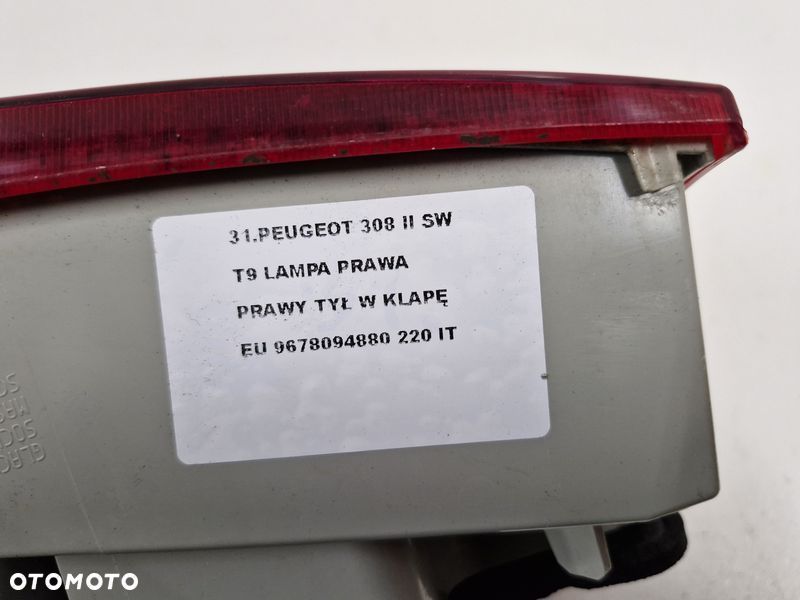 31.PEUGEOT 308 II SW
T9 LAMPA PRAWA
PRAWY TYŁ W KLAPĘ
EU 9678094880 220 IT
OTOMOTO